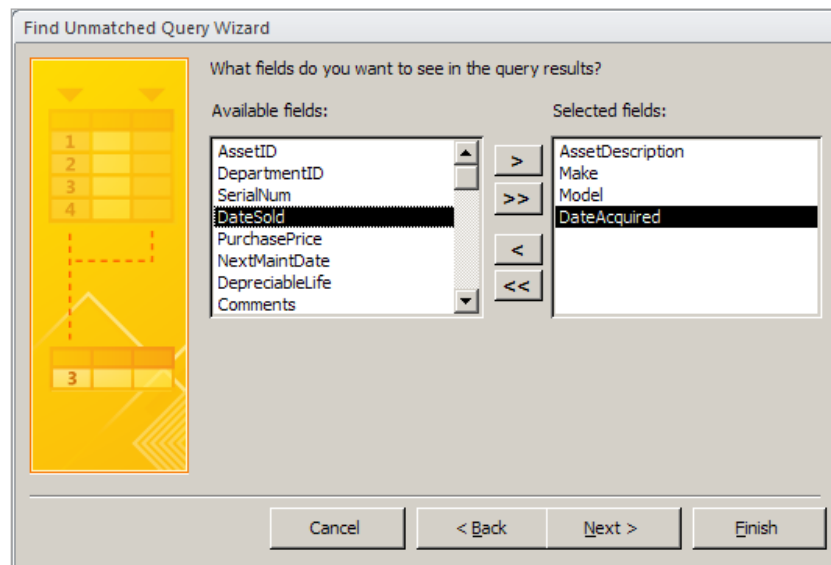 Find Unmatched Query Wizard
What fields do you want to see in the query results?
Available fields:
AssetID
DepartmentID
SerialNum
DateSold
PurchasePrice
NextMaintDate
DepreciableLife
Comments
>
>>
<
<<
Selected fields:
AssetDescription
Make
Model
DateAcquired
1
2
3
4
3
Cancel
< Back
Next >
Finish